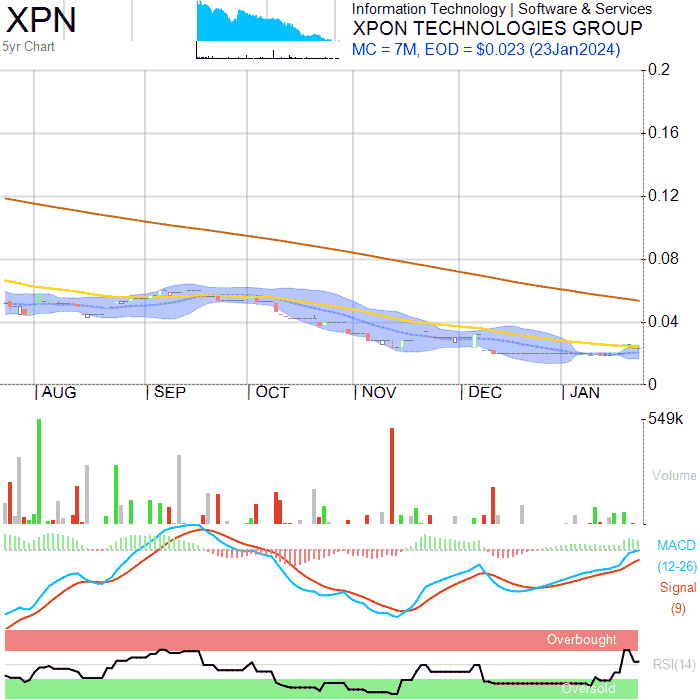 XPN
5yr Chart
Information Technology | Software & Services
XPON TECHNOLOGIES GROUP
MC = 7M, EOD = $0.023 (23Jan2024)
0.2
0.16
0.12
0.08
0.04
0
AUG SEP OCT NOV DEC JAN
549k
Volume
MACD
(12-26)
Signal
(9)
Overbought
RSI(14)
Oversold